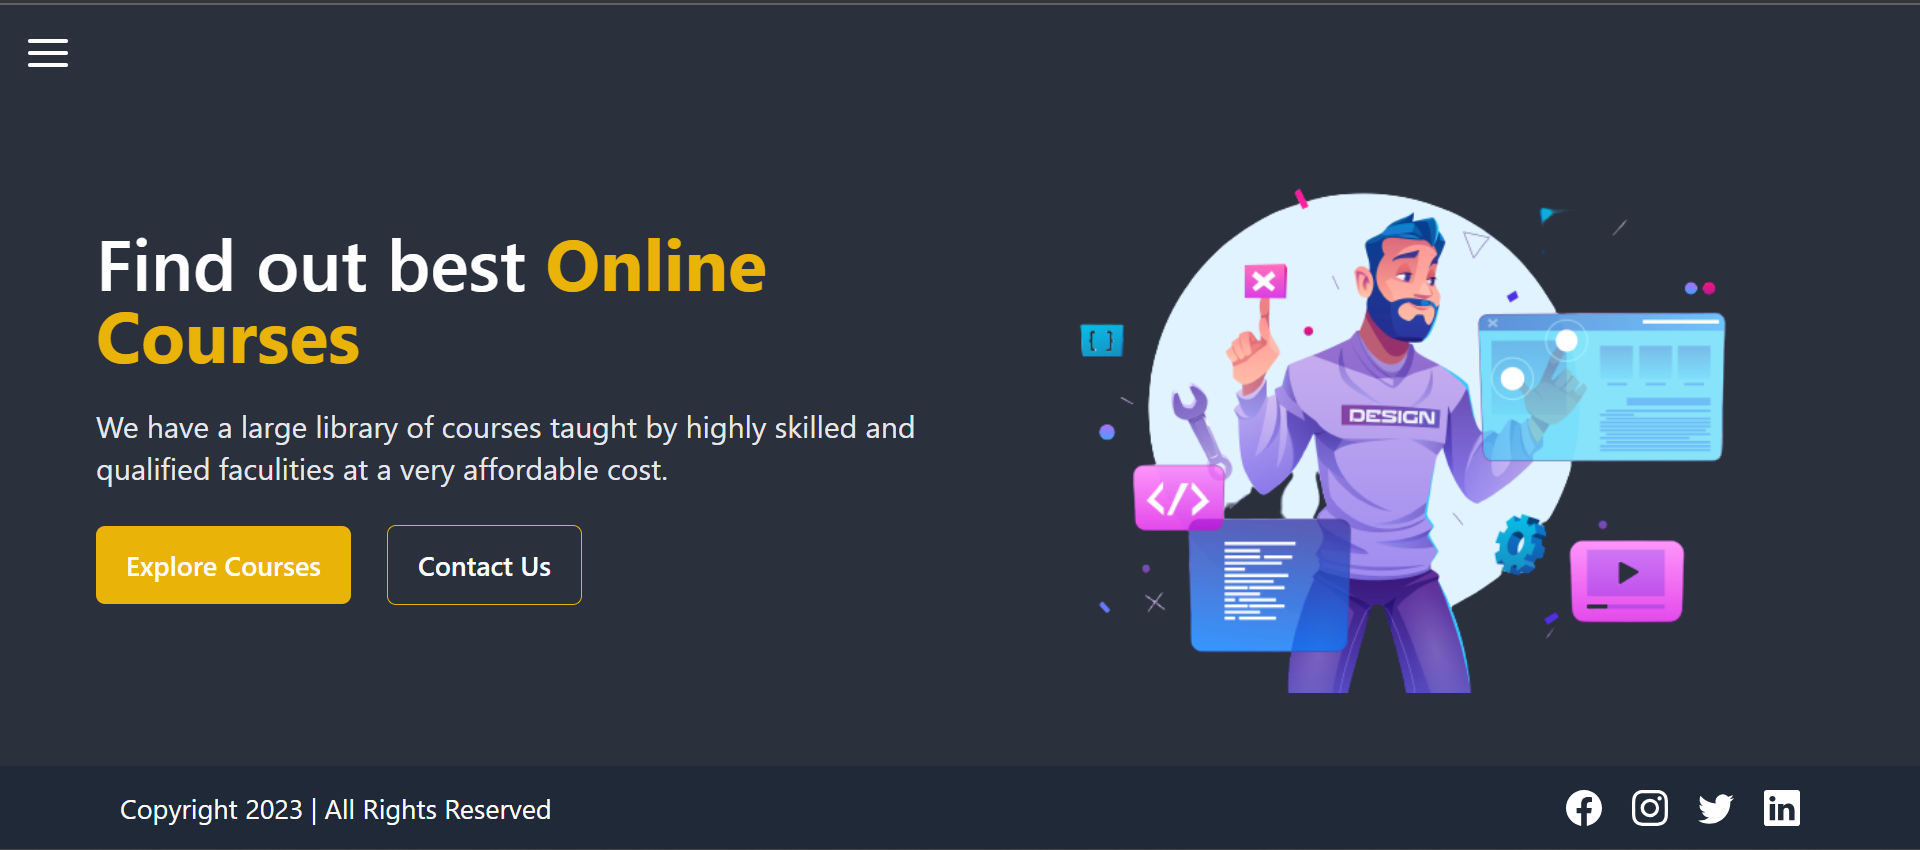 Find out best Online
Courses
We have a large library of courses taught by highly skilled and
qualified faculities at a very affordable cost.
Explore Courses
Contact Us
{ }
DESIGN
</>
Copyright 2023 | All Rights Reserved